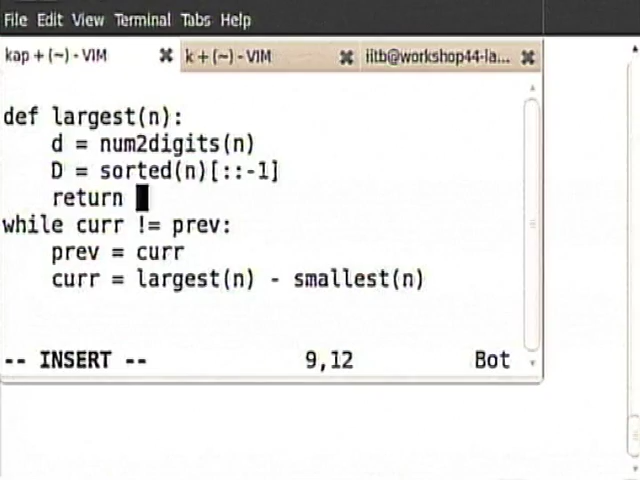 File Edit View Terminal Tabs Help
kap + (~) - VIM k + (~) - VIM iitb@workshop44-la...
def largest(n):
    d = num2digits(n)
    D = sorted(n)[::-1]
    return
while curr != prev:
    prev = curr
    curr = largest(n) - smallest(n)
-- INSERT -- 9,12 Bot